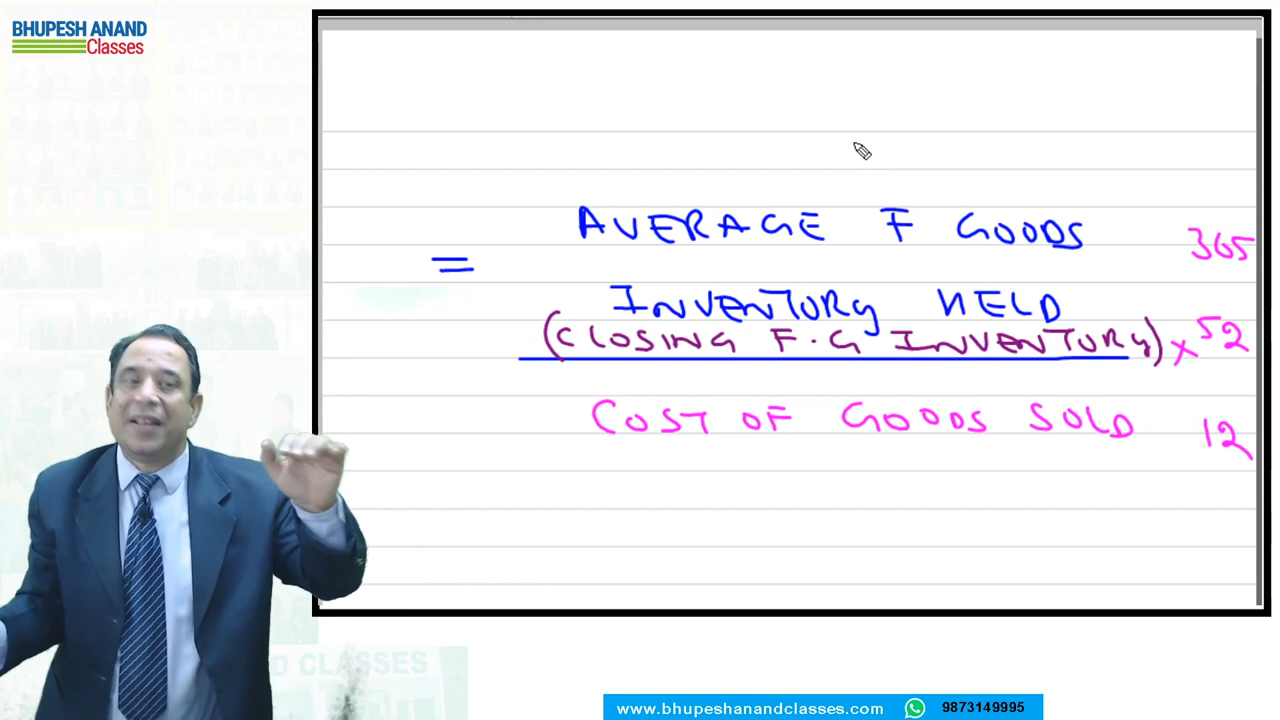 BHUPESH ANAND
Classes
AVERAGE F GOODS
=
INVENTORY HELD
(CLOSING F.G INVENTORY)
COST OF GOODS SOLD
365
× 52
12
D CLASSES
www.bhupeshanandclasses.com 9873149995